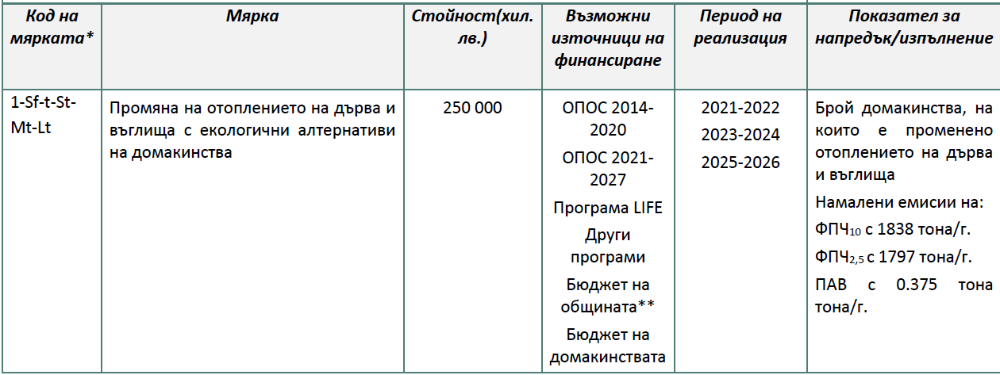 Код на
мярката*
Мярка
Стойност(хил.
лв.)
Възможни
източници на
финансиране
Период на
реализация
Показател за
напредък/изпълнение
1-Sf-t-St-
Mt-Lt
Промяна на отоплението на дърва и
въглища с екологични алтернативи
на домакинства
250 000
ОПОС 2014-
2020
ОПОС 2021-
2027
Програма LIFE
Други
програми
Бюджет на
общината**
Бюджет на
домакинствата
2021-2022
2023-2024
2025-2026
Брой домакинства, на
които е променено
отоплението на дърва
и въглища
Намалени емисии на:
ФПЧ10 с 1838 тона/г.
ФПЧ2,5 с 1797 тона/г.
ПАВ с 0.375 тона
тона/г.